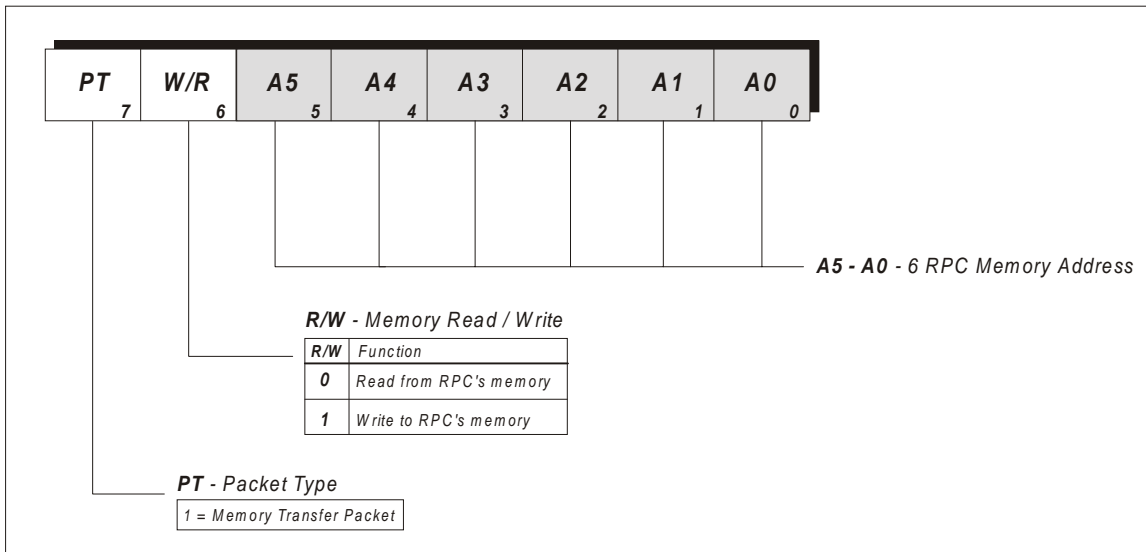 PT W/R A5 A4 A3 A2 A1 A0
7 6 5 4 3 2 1 0
A5 - A0 - 6 RPC Memory Address
R/W - Memory Read / Write
R/W Function
0 Read from RPC's memory
1 Write to RPC's memory
PT - Packet Type
1 = Memory Transfer Packet